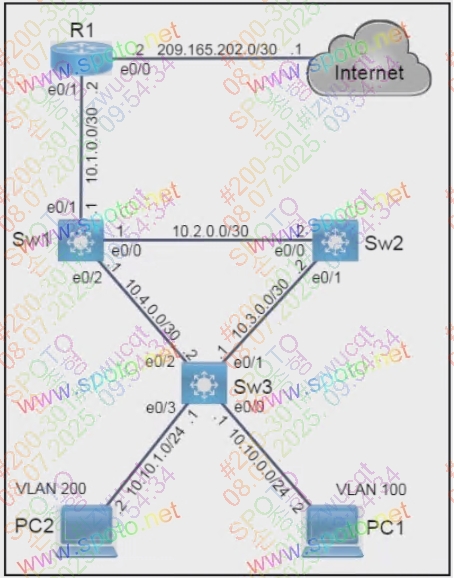 R1
.2 209.165.202.0/30 .1
e0/0
Internet
e0/1
.2
10.1.0.0/30
.1
e0/1
Sw1
.1 10.2.0.0/30 .2
e0/0 e0/0
Sw2
e0/2
.1 10.4.0.0/30 .2
e0/1
.2 10.3.0.0/30 .1
e0/2
e0/1
Sw3
e0/3
e0/0
.1 10.10.1.0/24 .2
.1 10.10.0.0/24 .2
VLAN 200
VLAN 100
PC2
PC1
#200-301#izwucqt
08.07.2025.
09:54:34
SPOTO
www.spoto.net